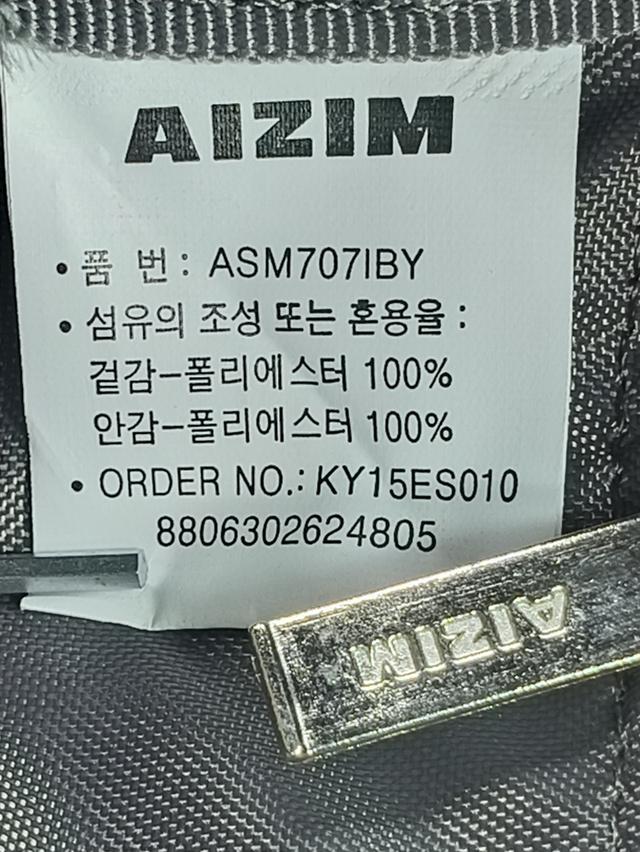 AIZIM
• 품 번 : ASM707IBY
• 섬유의 조성 또는 혼용율 :
겉감-폴리에스터 100%
안감-폴리에스터 100%
• ORDER NO.: KY15ES010
8806302624805
AIZIM